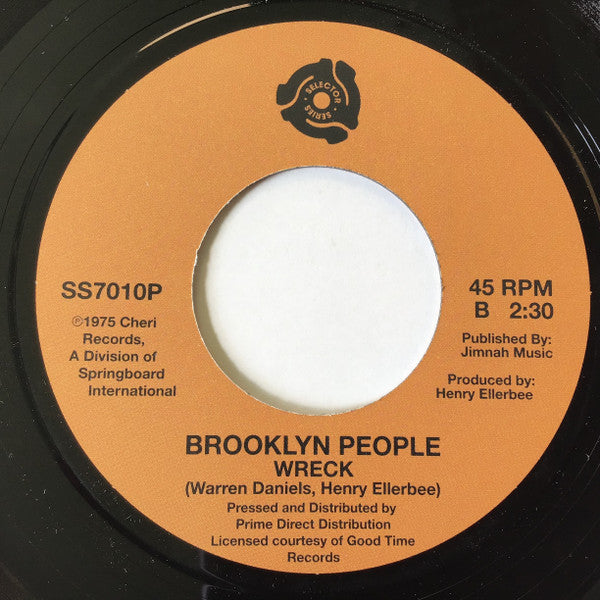 SELECTOR
SERIES
SS7010P
℗1975 Cheri
Records,
A Division of
Springboard
International
45 RPM
B 2:30
Published By:
Jimnah Music
Produced by:
Henry Ellerbee
BROOKLYN PEOPLE
WRECK
(Warren Daniels, Henry Ellerbee)
Pressed and Distributed by
Prime Direct Distribution
Licensed courtesy of Good Time
Records